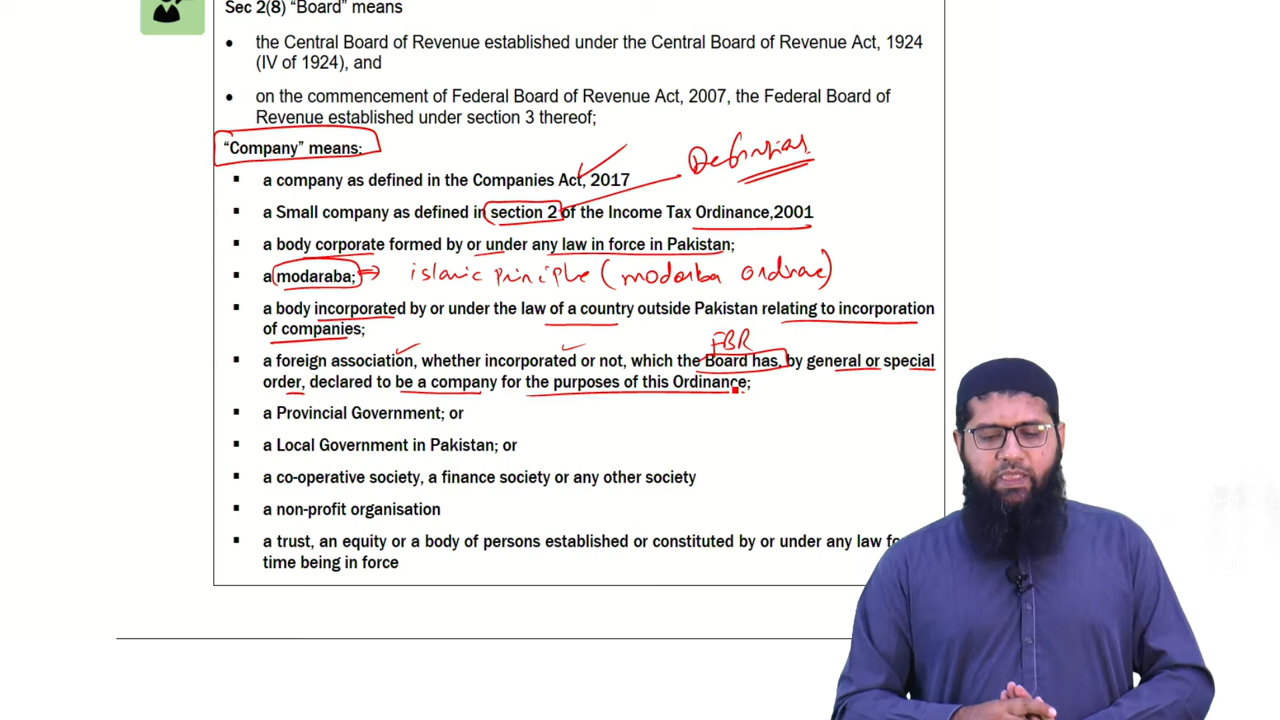 Sec 2(8) “Board” means
• the Central Board of Revenue established under the Central Board of Revenue Act, 1924
(IV of 1924), and
• on the commencement of Federal Board of Revenue Act, 2007, the Federal Board of
Revenue established under section 3 thereof;
“Company” means;
Definitions
▪ a company as defined in the Companies Act, 2017
▪ a Small company as defined in section 2 of the Income Tax Ordinance,2001
▪ a body corporate formed by or under any law in force in Pakistan;
▪ a modaraba; islamic principle (modarba
▪ a body incorporated by or under the law of a country outside Pakistan relating to incorporation
of companies;
FBR
▪ a foreign association, whether incorporated or not, which the Board has, by general or special
order, declared to be a company for the purposes of this Ordinance;
▪ a Provincial Government; or
▪ a Local Government in Pakistan; or
▪ a co-operative society, a finance society or any other society
▪ a non-profit organisation
▪ a trust, an equity or a body of persons established or constituted by or under any law
time being in force